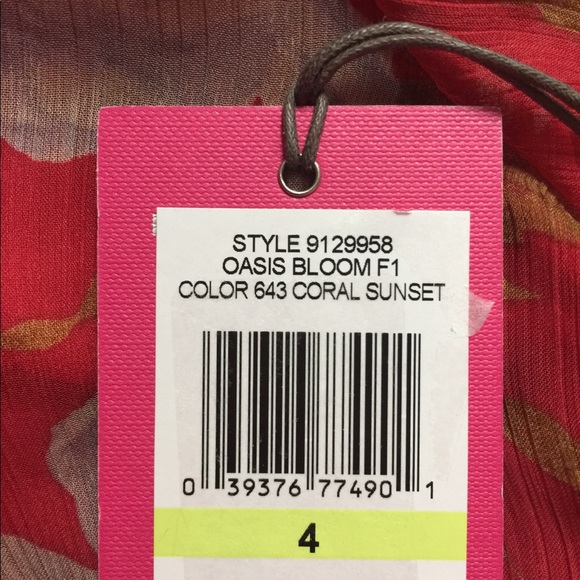 STYLE 9129958
OASIS BLOOM F1
COLOR 643 CORAL SUNSET
0 39376 77490 1
4